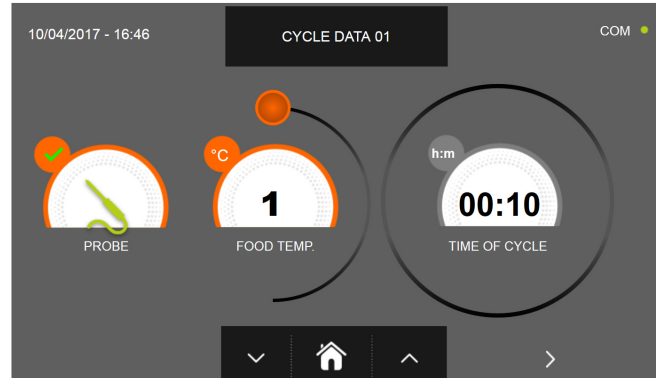 10/04/2017 - 16:46
CYCLE DATA 01
COM
°C
h:m
1
00:10
PROBE
FOOD TEMP.
TIME OF CYCLE